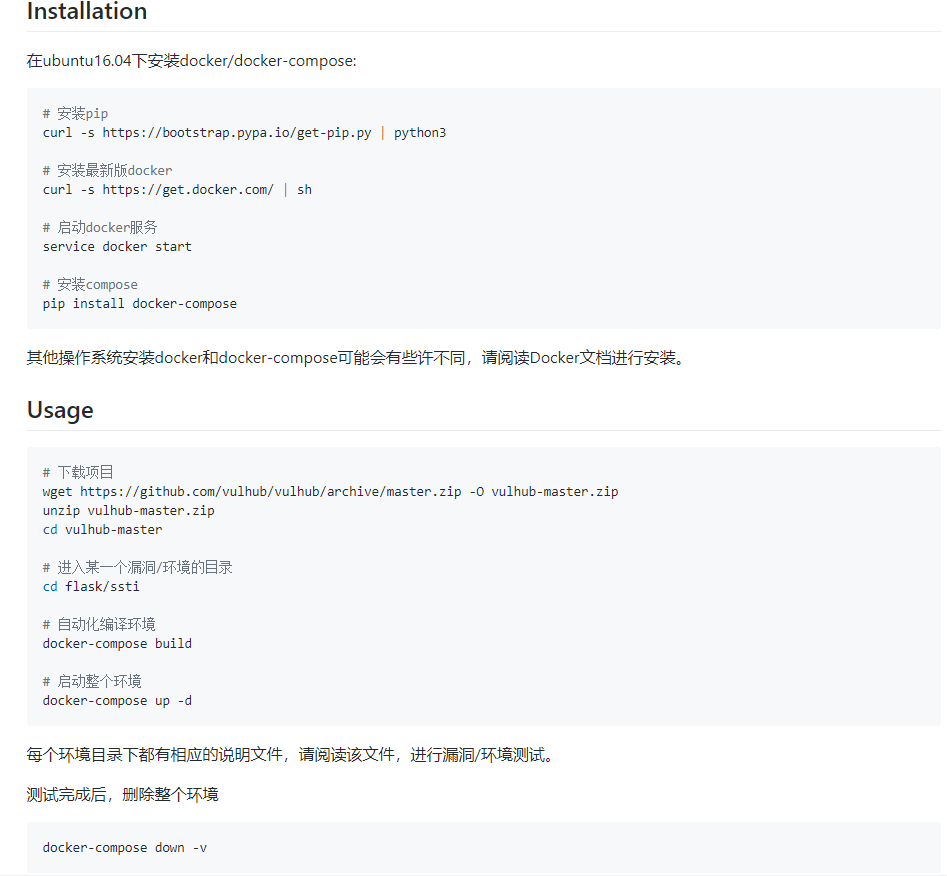 Installation
在ubuntu16.04下安装docker/docker-compose:
# 安装pip
curl -s https://bootstrap.pypa.io/get-pip.py | python3
# 安装最新版docker
curl -s https://get.docker.com/ | sh
# 启动docker服务
service docker start
# 安装compose
pip install docker-compose
其他操作系统安装docker和docker-compose可能会有些许不同，请阅读Docker文档进行安装。
Usage
# 下载项目
wget https://github.com/vulhub/vulhub/archive/master.zip -O vulhub-master.zip
unzip vulhub-master.zip
cd vulhub-master
# 进入某一个漏洞/环境的目录
cd flask/ssti
# 自动化编译环境
docker-compose build
# 启动整个环境
docker-compose up -d
每个环境目录下都有相应的说明文件，请阅读该文件，进行漏洞/环境测试。
测试完成后，删除整个环境
docker-compose down -v